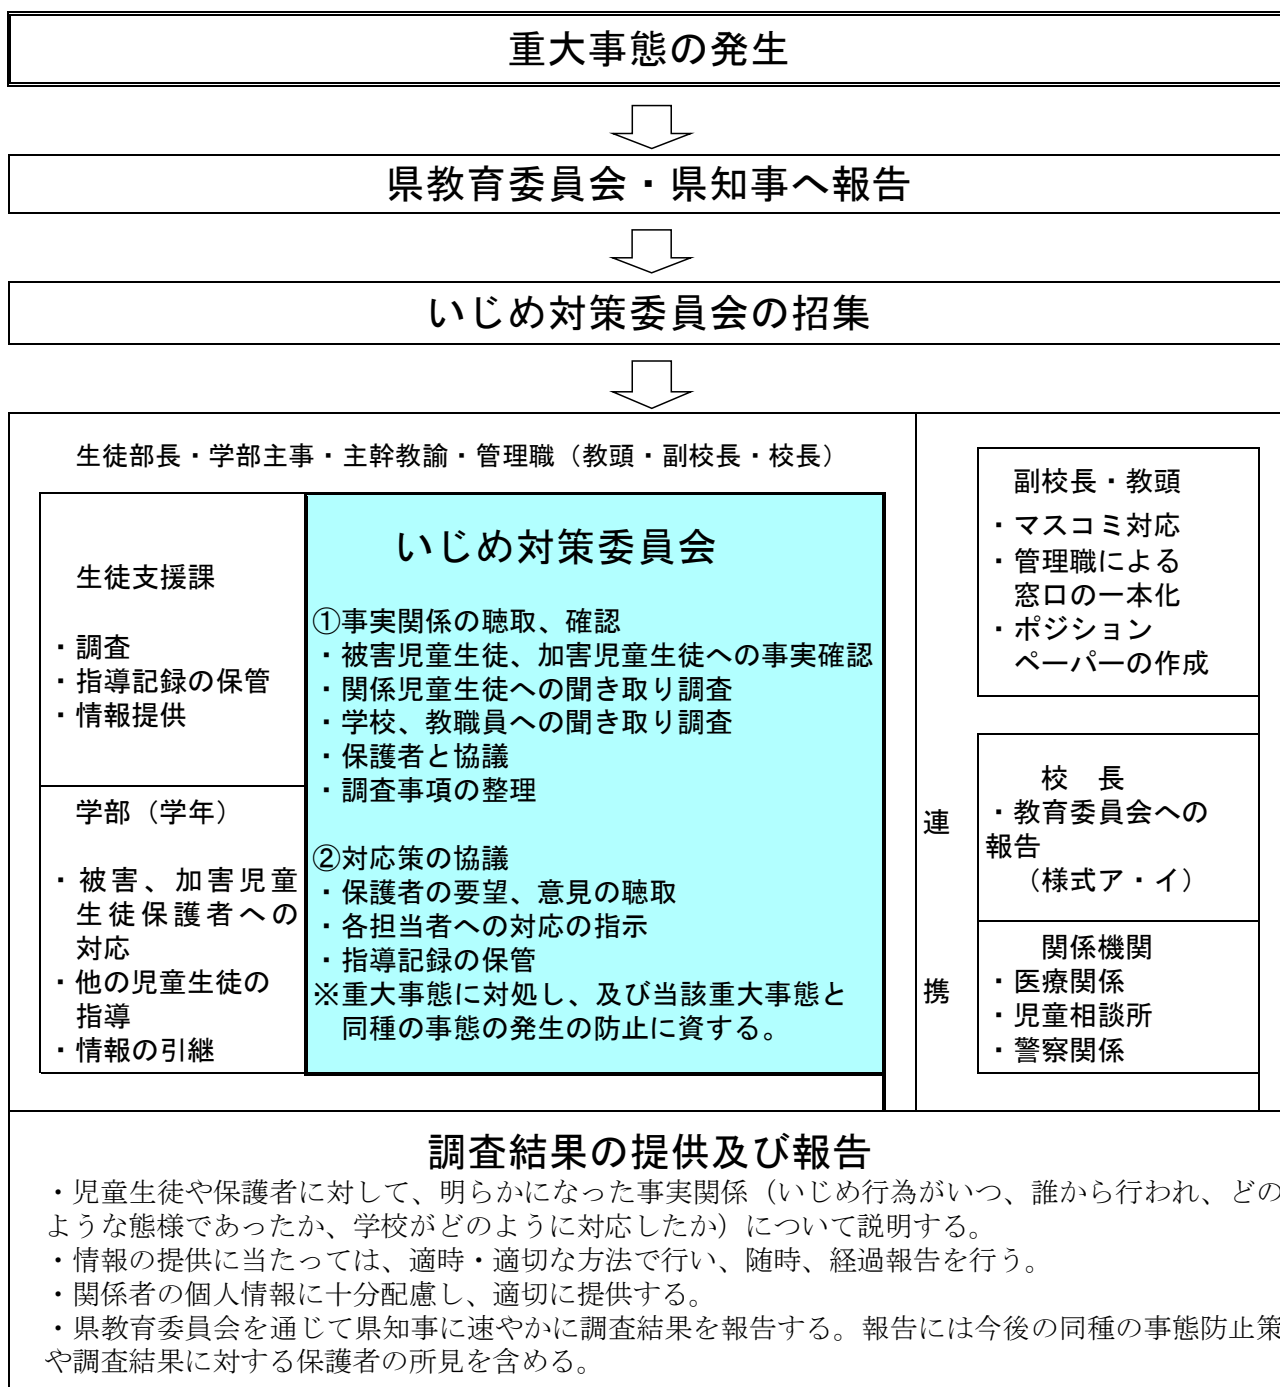 重大事態の発生
県教育委員会・県知事へ報告
いじめ対策委員会の招集
生徒部長・学部主事・主幹教諭・管理職（教頭・副校長・校長）
生徒支援課
・調査
・指導記録の保管
・情報提供
学部（学年）
・被害、加害児童
生徒保護者への
対応
・他の児童生徒の
指導
・情報の引継
いじめ対策委員会
①事実関係の聴取、確認
・被害児童生徒、加害児童生徒への事実確認
・関係児童生徒への聞き取り調査
・学校、教職員への聞き取り調査
・保護者と協議
・調査事項の整理
②対応策の協議
・保護者の要望、意見の聴取
・各担当者への対応の指示
・指導記録の保管
※重大事態に対処し、及び当該重大事態と
同種の事態の発生の防止に資する。
連
携
副校長・教頭
・マスコミ対応
・管理職による
窓口の一本化
・ポジション
ペーパーの作成
校　長
・教育委員会への
報告
（様式ア・イ）
関係機関
・医療関係
・児童相談所
・警察関係
調査結果の提供及び報告
・児童生徒や保護者に対して、明らかになった事実関係（いじめ行為がいつ、誰から行われ、どの
ような態様であったか、学校がどのように対応したか）について説明する。
・情報の提供に当たっては、適時・適切な方法で行い、随時、経過報告を行う。
・関係者の個人情報に十分配慮し、適切に提供する。
・県教育委員会を通じて県知事に速やかに調査結果を報告する。報告には今後の同種の事態防止策
や調査結果に対する保護者の所見を含める。